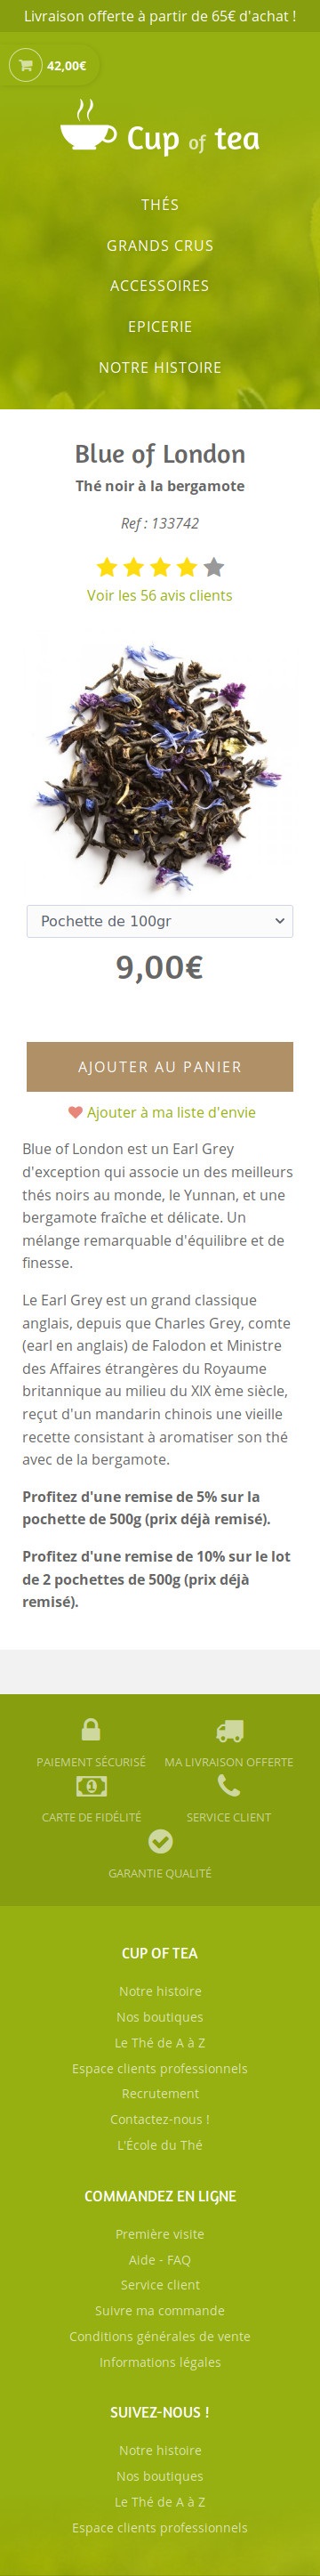 Livraison offerte à partir de 65€ d'achat !
42,00€
Cup of tea
THÉS
GRANDS CRUS
ACCESSOIRES
EPICERIE
NOTRE HISTOIRE
Blue of London
Thé noir à la bergamote
Ref : 133742
Voir les 56 avis clients
Pochette de 100gr
9,00€
AJOUTER AU PANIER
Ajouter à ma liste d'envie
Blue of London est un Earl Grey
d'exception qui associe un des meilleurs
thés noirs au monde, le Yunnan, et une
bergamote fraîche et délicate. Un
mélange remarquable d'équilibre et de
finesse.
Le Earl Grey est un grand classique
anglais, depuis que Charles Grey, comte
(earl en anglais) de Falodon et Ministre
des Affaires étrangères du Royaume
britannique au milieu du XIX ème siècle,
reçut d'un mandarin chinois une vieille
recette consistant à aromatiser son thé
avec de la bergamote.
Profitez d'une remise de 5% sur la
pochette de 500g (prix déjà remisé).
Profitez d'une remise de 10% sur le lot
de 2 pochettes de 500g (prix déjà
remisé).
PAIEMENT SÉCURISÉ
MA LIVRAISON OFFERTE
CARTE DE FIDÉLITÉ
SERVICE CLIENT
GARANTIE QUALITÉ
CUP OF TEA
Notre histoire
Nos boutiques
Le Thé de A à Z
Espace clients professionnels
Recrutement
Contactez-nous !
L'École du Thé
COMMANDEZ EN LIGNE
Première visite
Aide - FAQ
Service client
Suivre ma commande
Conditions générales de vente
Informations légales
SUIVEZ-NOUS !
Notre histoire
Nos boutiques
Le Thé de A à Z
Espace clients professionnels